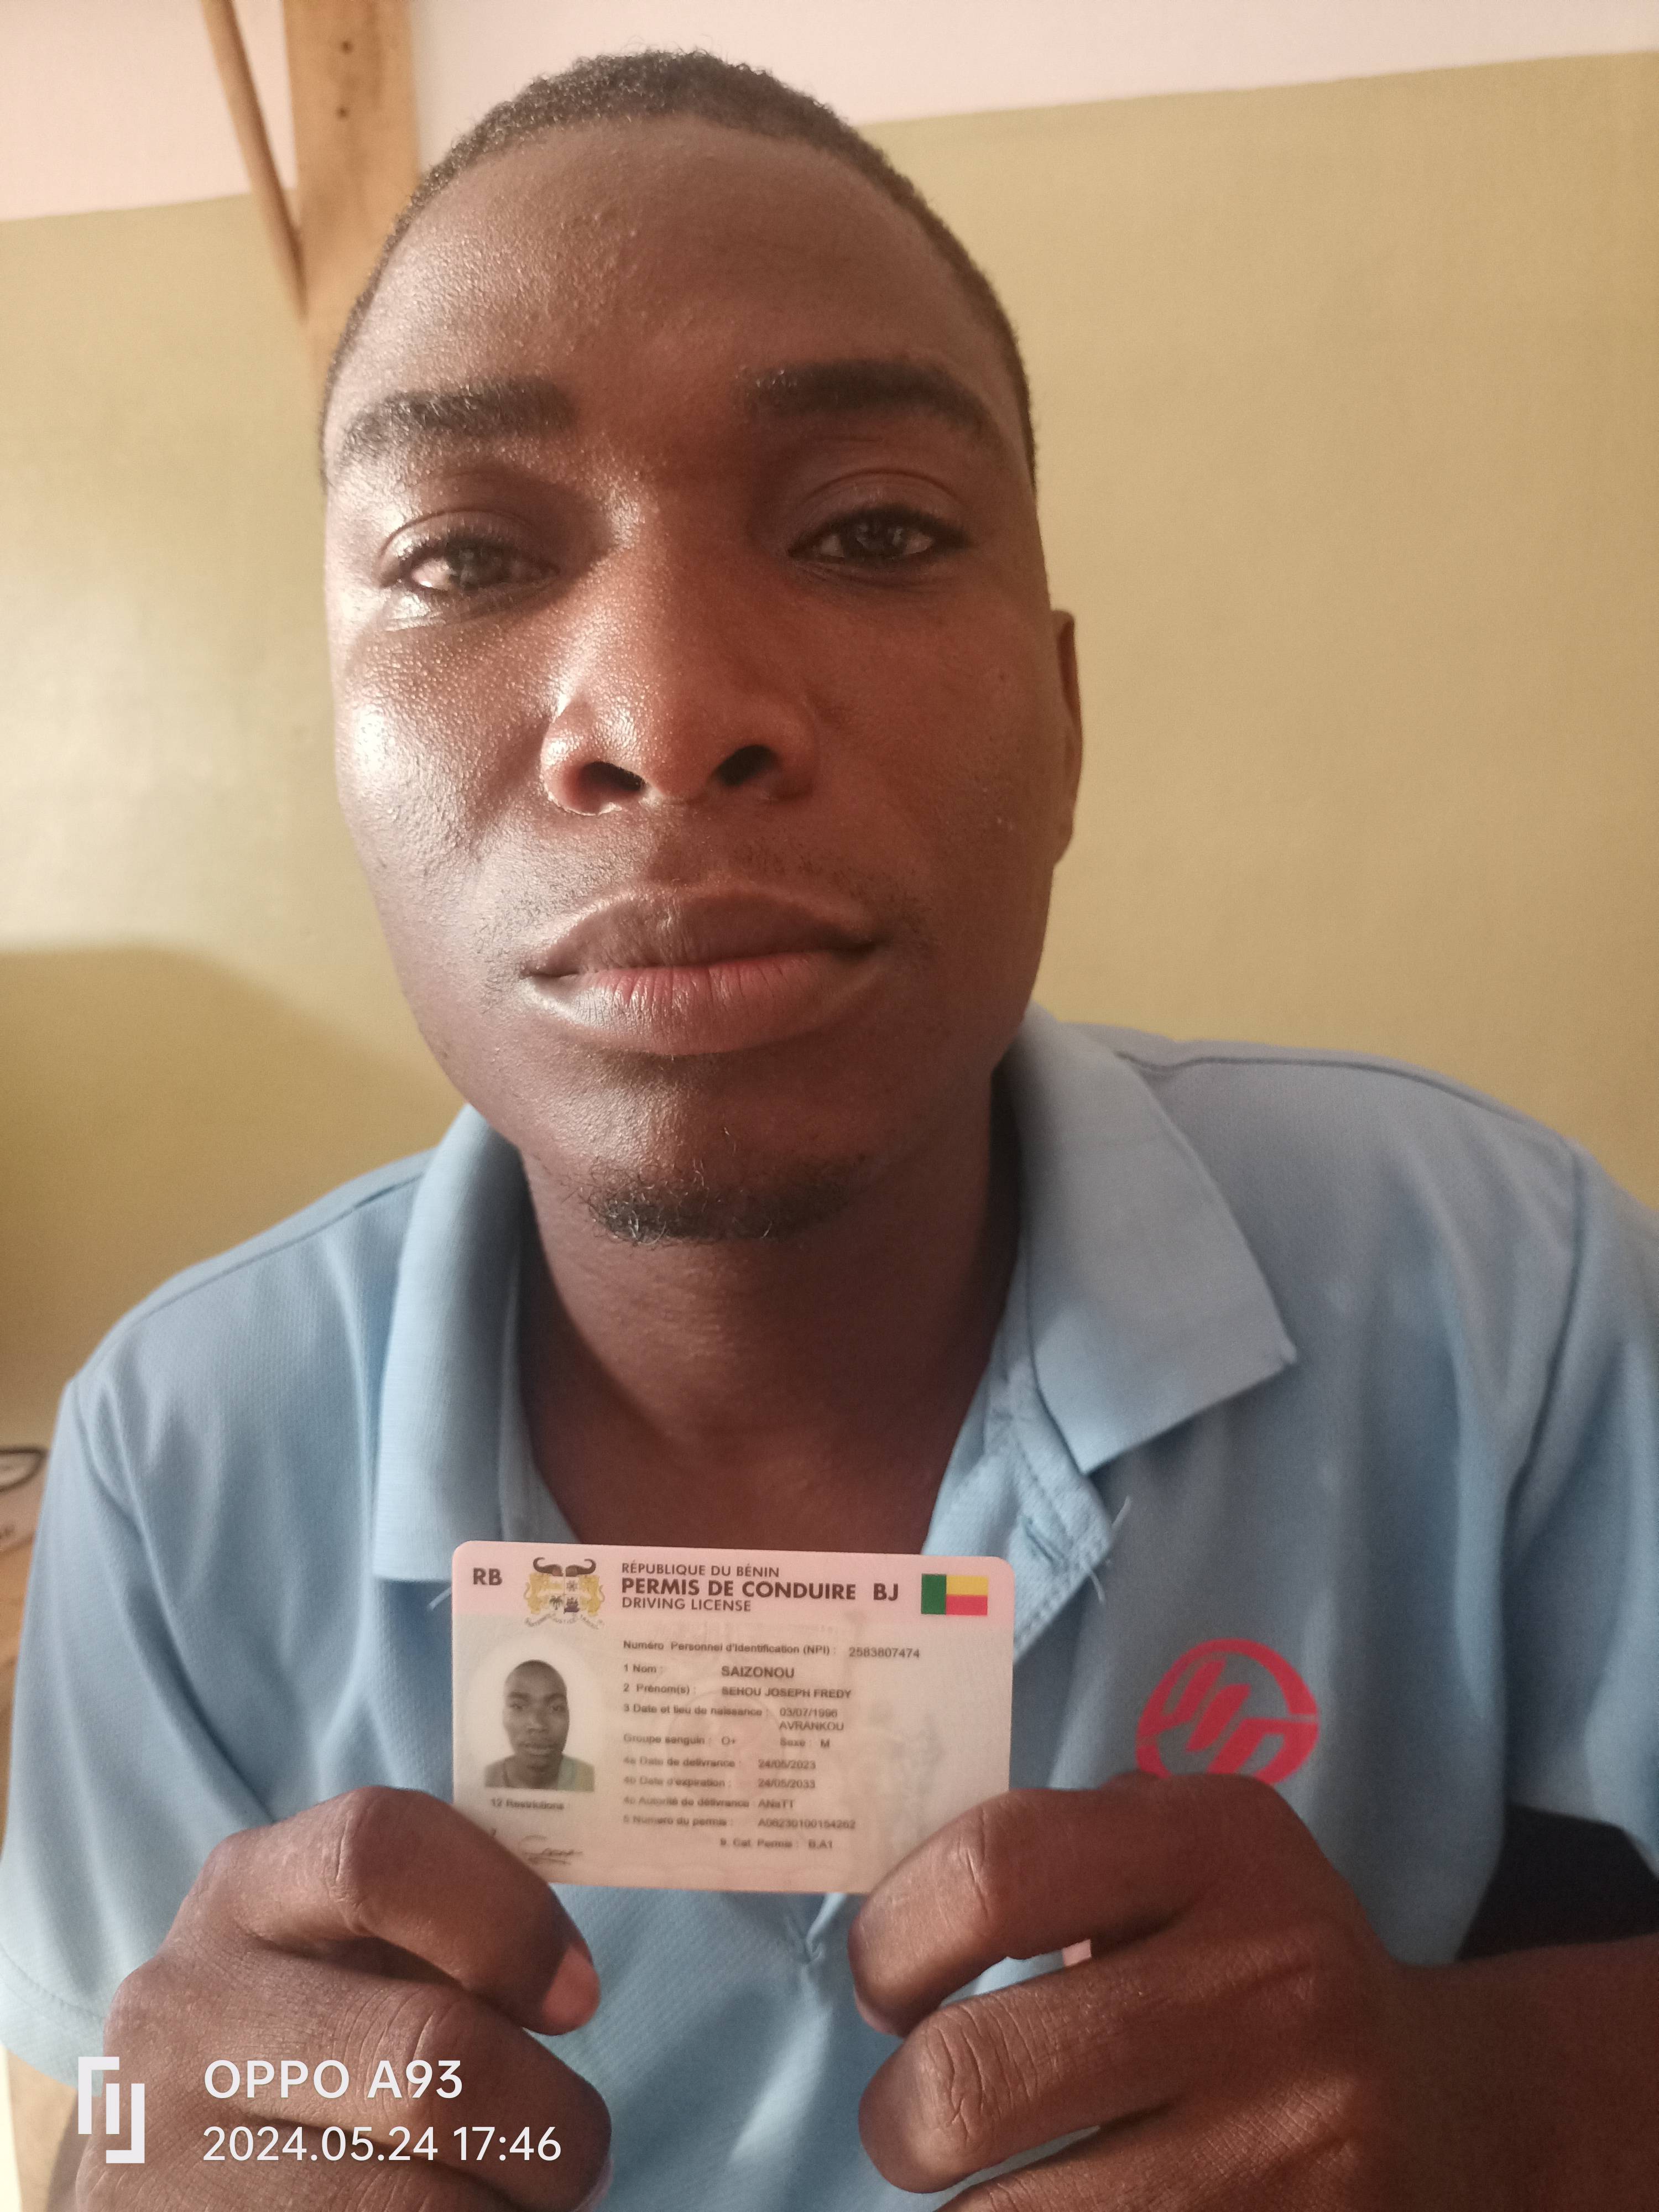 RB
RÉPUBLIQUE DU BÉNIN
PERMIS DE CONDUIRE BJ
DRIVING LICENSE
Numéro Personnel d'Identification (NPI) : 2583807474
1 Nom : SAIZONOU
2 Prénom(s) : SEHOU JOSEPH FREDY
3 Date et lieu de naissance : 03/07/1998
AVRANKOU
Groupe sanguin : O+ Sexe : M
4a Date de délivrance : 24/05/2023
4b Date d'expiration : 24/05/2033
4c Autorité de délivrance : ANaTT
5 Numéro du permis :
9. Cat. Permis : B,A1
12 Restrictions
OPPO A93
2024.05.24 17:46